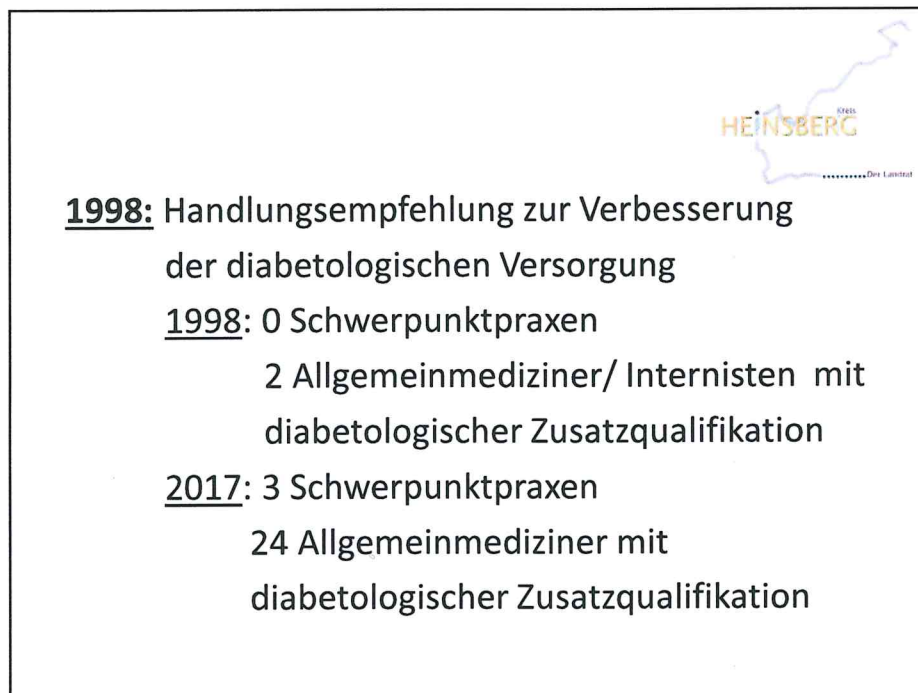 Kreis
HEINSBERG
..........Der Landrat
1998: Handlungsempfehlung zur Verbesserung
der diabetologischen Versorgung
1998: 0 Schwerpunktpraxen
2 Allgemeinmediziner/ Internisten  mit
diabetologischer Zusatzqualifikation
2017: 3 Schwerpunktpraxen
24 Allgemeinmediziner mit
diabetologischer Zusatzqualifikation